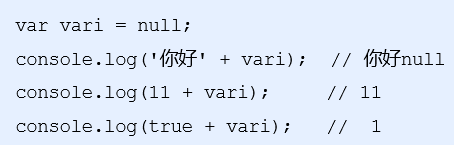 var vari = null;
console.log('你好' + vari);  // 你好null
console.log(11 + vari);     // 11
console.log(true + vari);   //  1